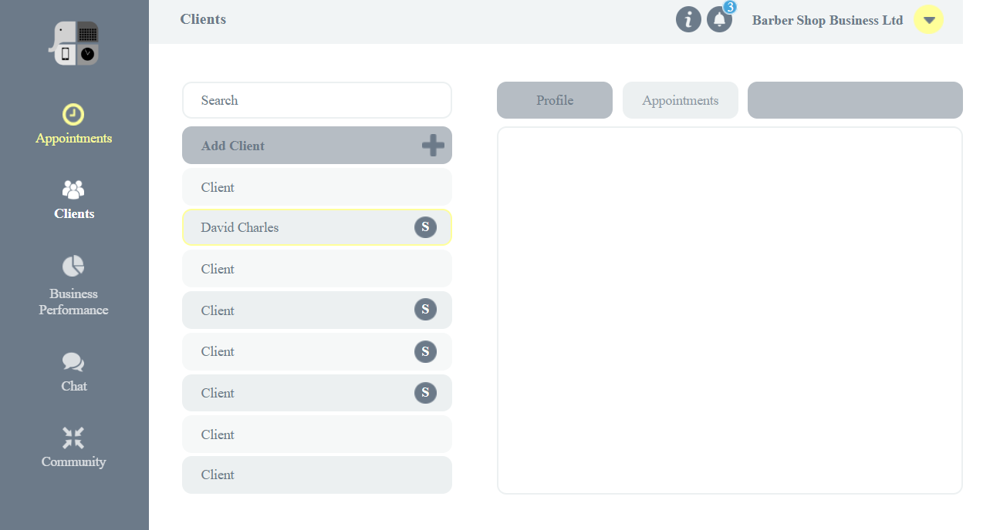 Clients
3
Barber Shop Business Ltd
Appointments
Clients
Business
Performance
Chat
Community
Search
Add Client
Client
David Charles S
Client
Client S
Client S
Client S
Client
Client
Profile
Appointments